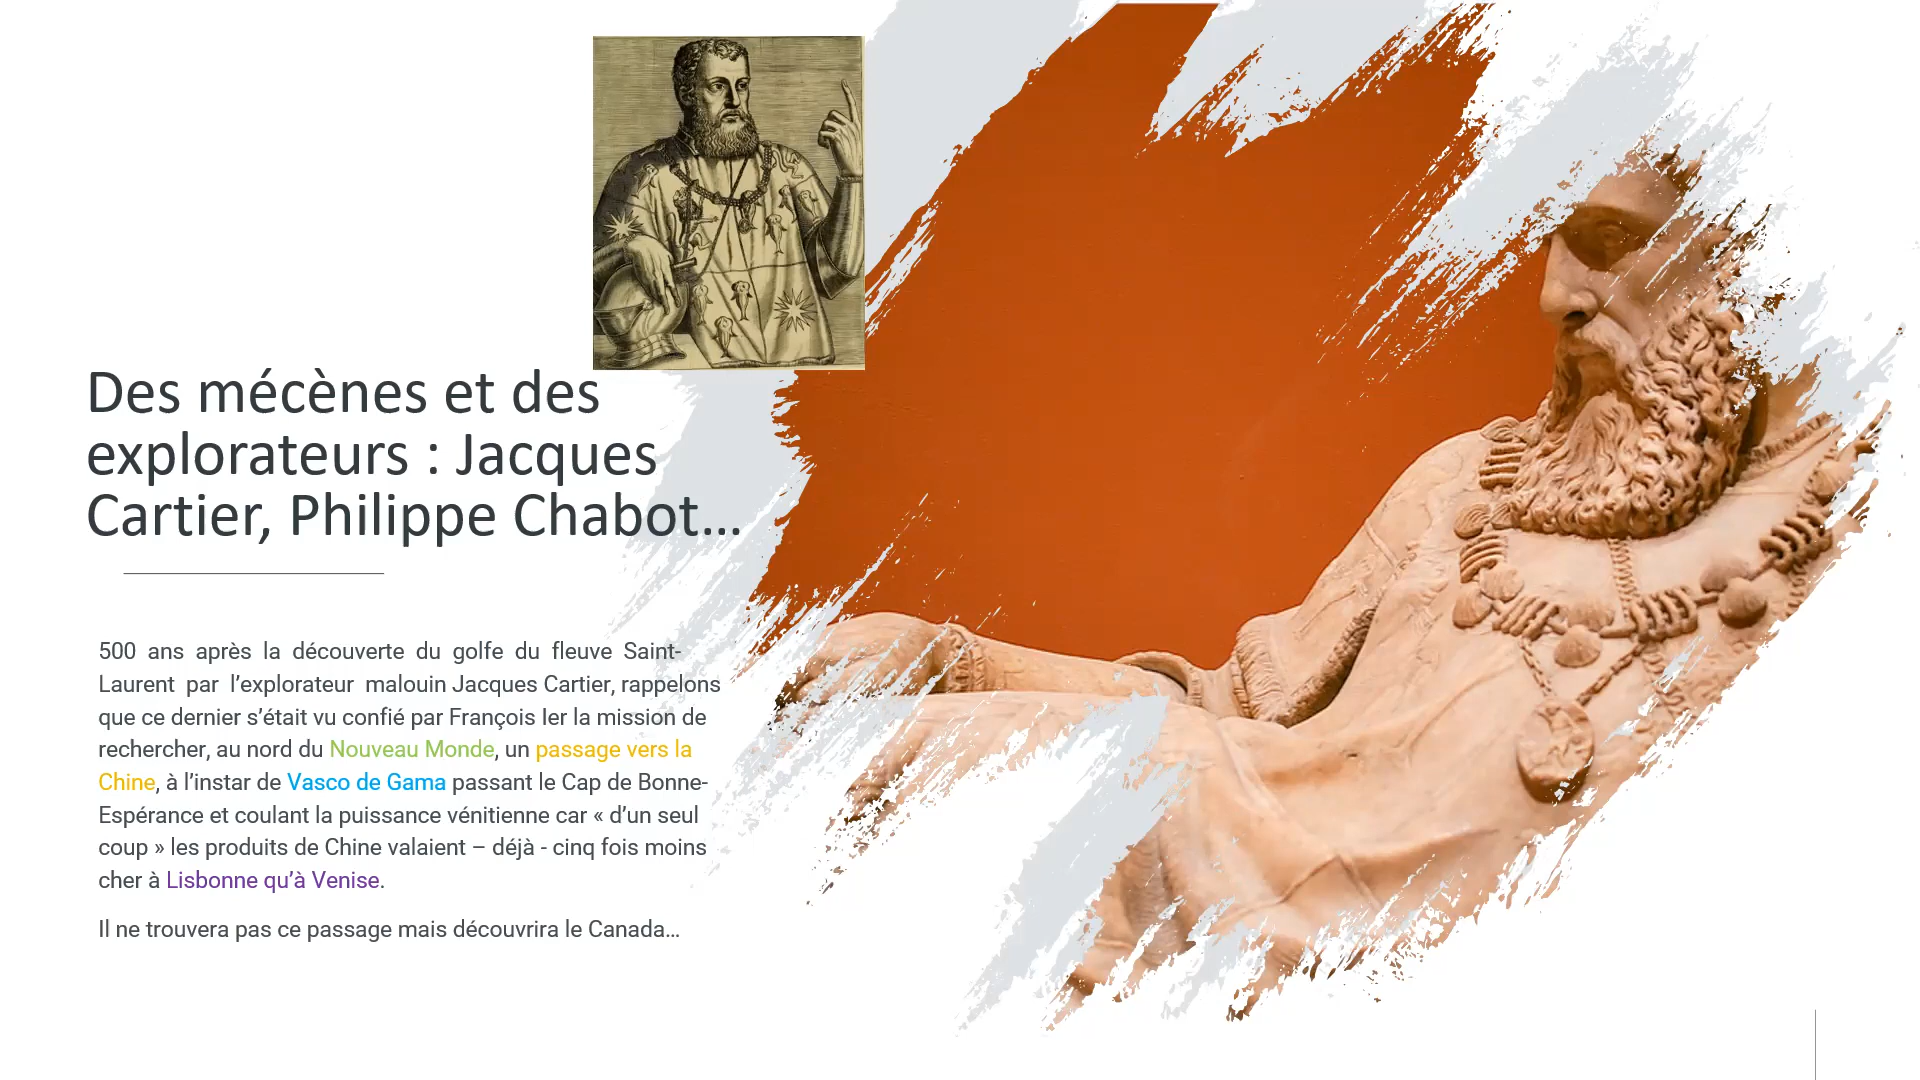 Des mécènes et des
explorateurs : Jacques
Cartier, Philippe Chabot…
500 ans après la découverte du golfe du fleuve Saint-
Laurent par l’explorateur malouin Jacques Cartier, rappelons
que ce dernier s’était vu confié par François Ier la mission de
rechercher, au nord du Nouveau Monde, un passage vers la
Chine, à l’instar de Vasco de Gama passant le Cap de Bonne-
Espérance et coulant la puissance vénitienne car « d’un seul
coup » les produits de Chine valaient – déjà - cinq fois moins
cher à Lisbonne qu’à Venise.
Il ne trouvera pas ce passage mais découvrira le Canada…